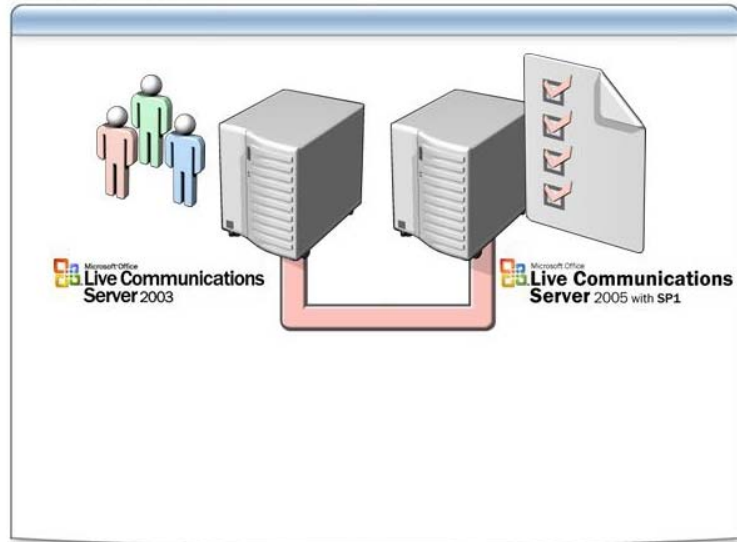 Microsoft Office
Live Communications
Server 2003
Microsoft Office
Live Communications
Server 2005 with SP1